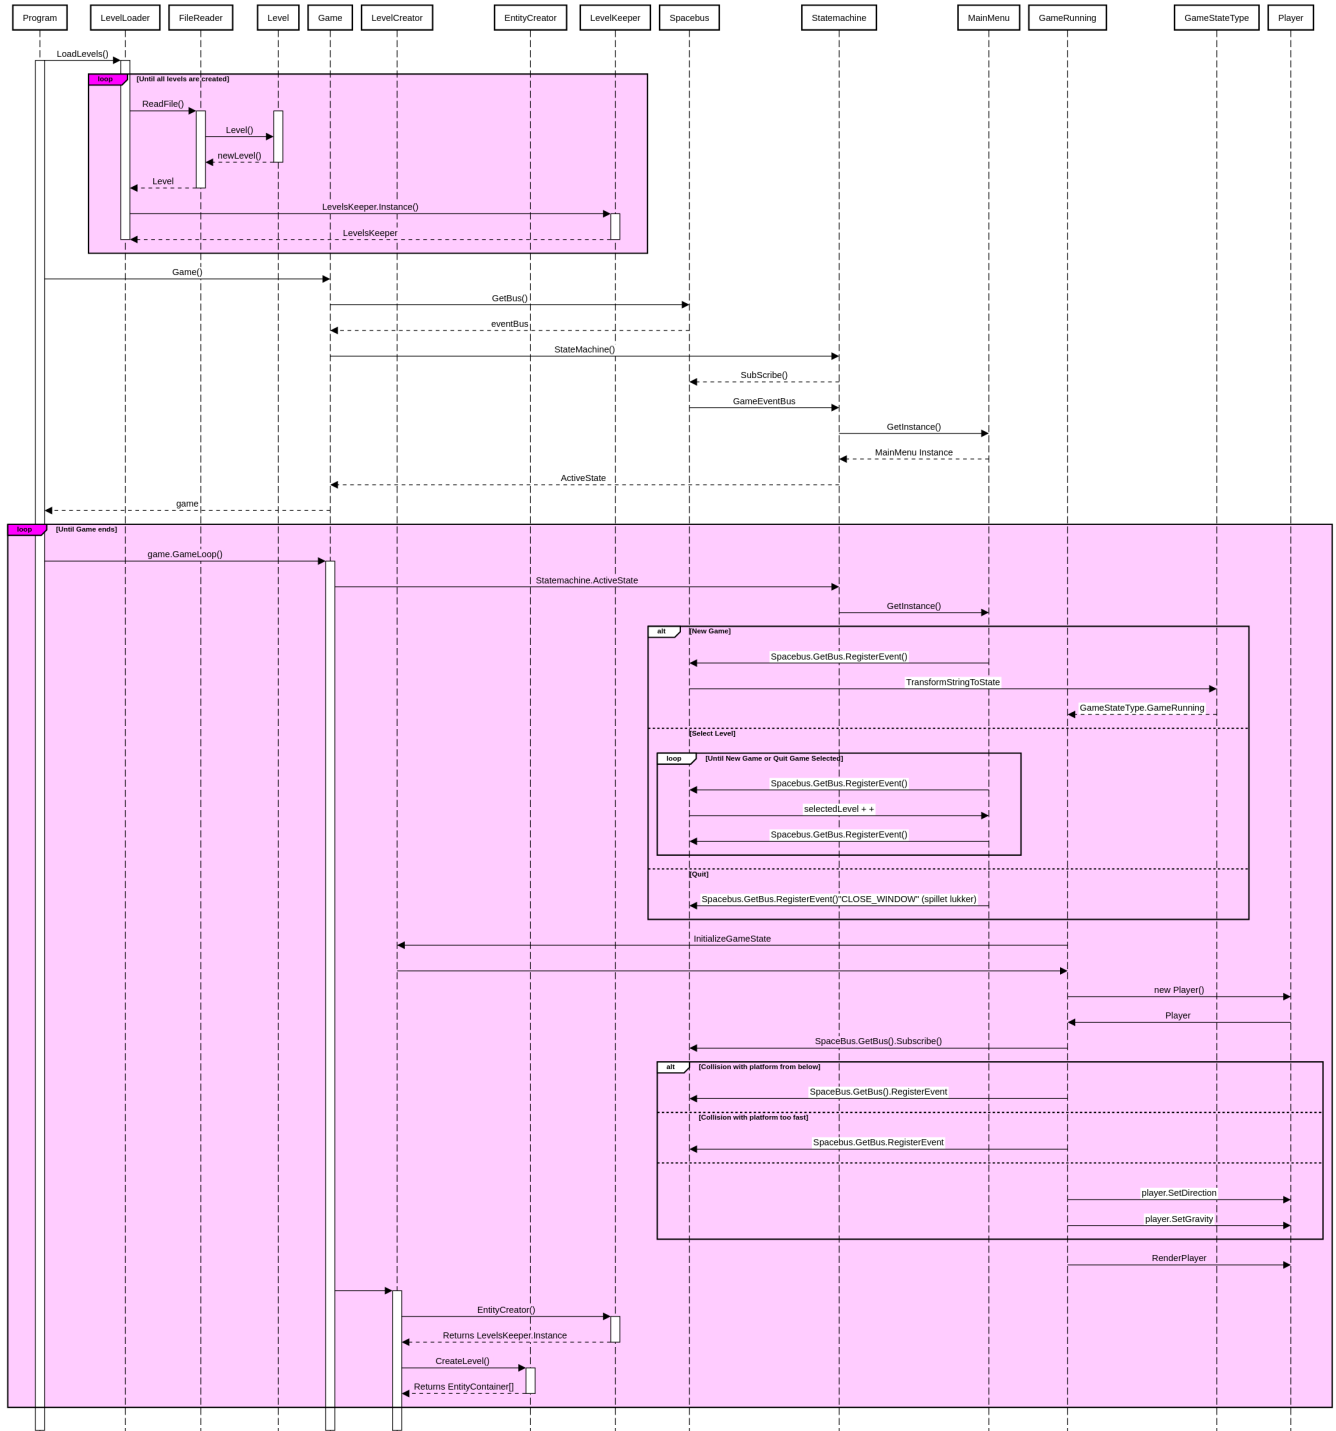 Program LevelLoader FileReader Level Game LevelCreator EntityCreator LevelKeeper Spacebus Statemachine MainMenu GameRunning GameStateType Player
LoadLevels()
loop [Until all levels are created]
ReadFile()
Level()
newLevel()
Level
LevelsKeeper.Instance()
LevelsKeeper
Game()
GetBus()
eventBus
StateMachine()
SubScribe()
GameEventBus
GetInstance()
MainMenu Instance
ActiveState
game
loop [Until Game ends]
game.GameLoop()
Statemachine.ActiveState
GetInstance()
alt [New Game]
Spacebus.GetBus.RegisterEvent()
TransformStringToState
GameStateType.GameRunning
[Select Level]
loop [Until New Game or Quit Game Selected]
Spacebus.GetBus.RegisterEvent()
selectedLevel + +
Spacebus.GetBus.RegisterEvent()
[Quit]
Spacebus.GetBus.RegisterEvent()"CLOSE_WINDOW" (spillet lukker)
InitializeGameState
new Player()
Player
SpaceBus.GetBus().Subscribe()
alt [Collision with platform from below]
SpaceBus.GetBus().RegisterEvent
[Collision with platform too fast]
Spacebus.GetBus.RegisterEvent
player.SetDirection
player.SetGravity
RenderPlayer
EntityCreator()
Returns LevelsKeeper.Instance
CreateLevel()
Returns EntityContainer[]